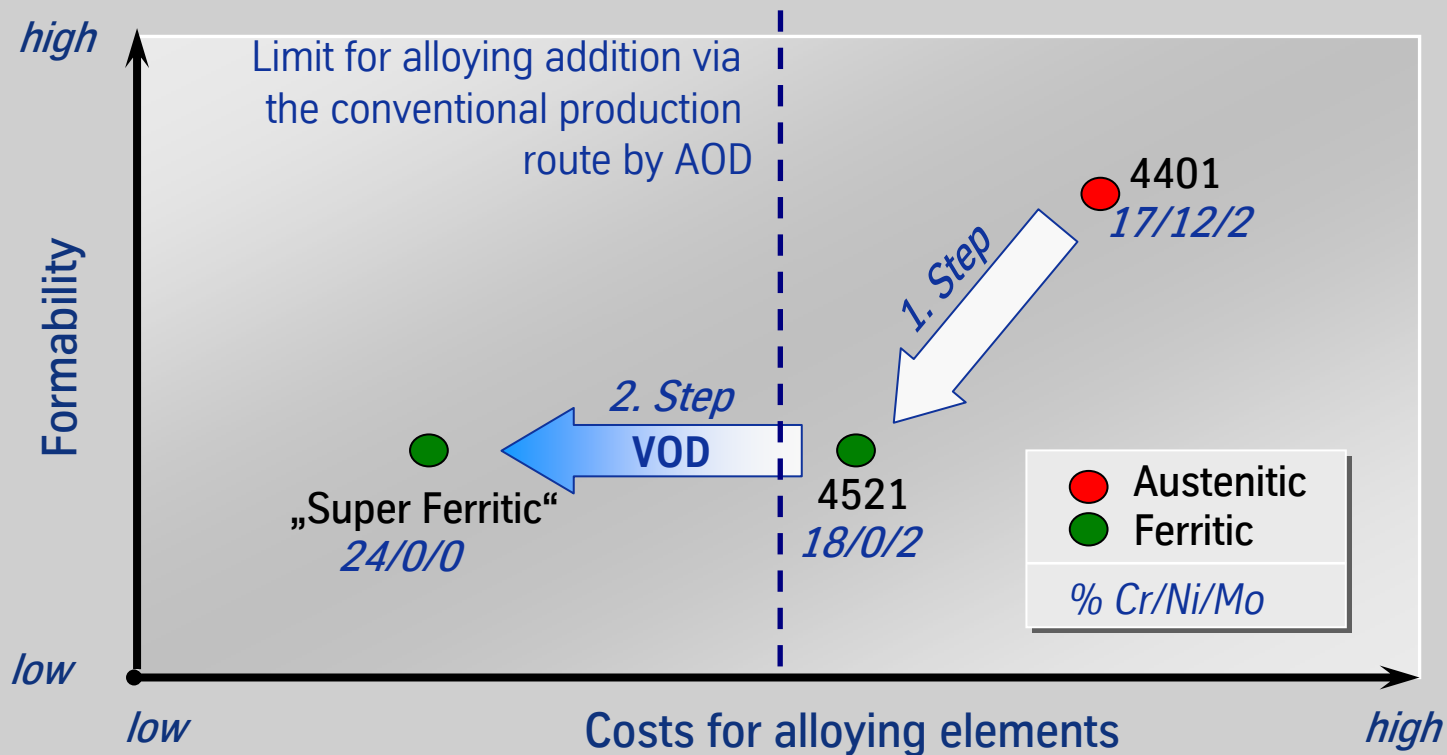 high
Limit for alloying addition via
the conventional production
route by AOD
4401
17/12/2
1. Step
Formability
2. Step
VOD
„Super Ferritic“
24/0/0
4521
18/0/2
Austenitic
Ferritic
% Cr/Ni/Mo
low
low
Costs for alloying elements
high